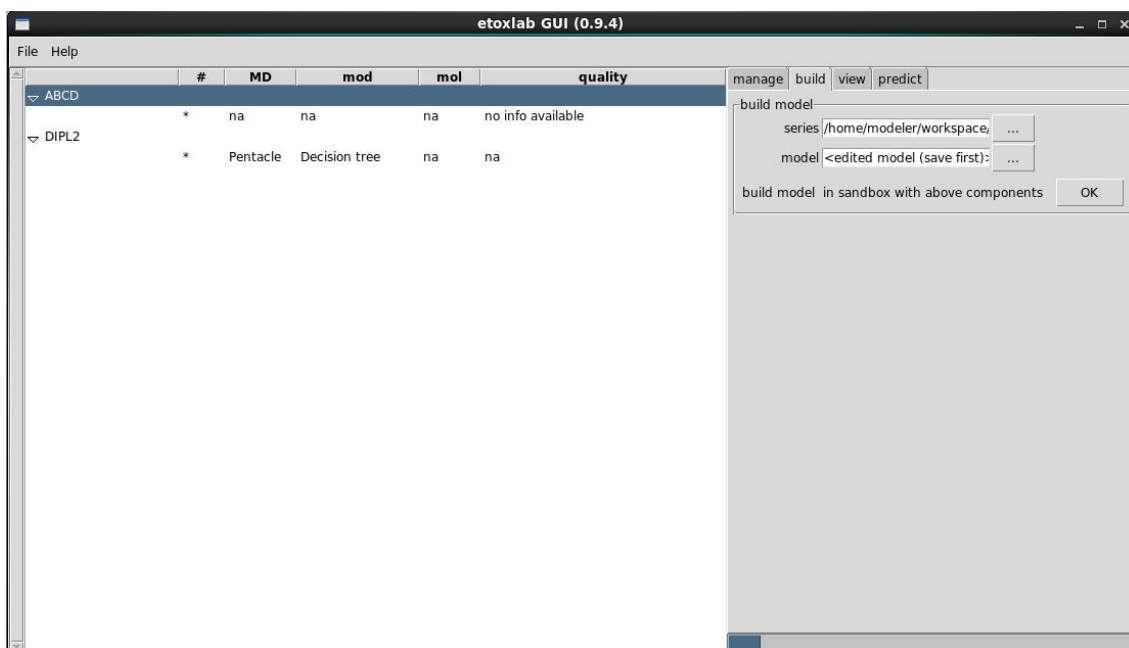 etoxlab GUI (0.9.4)
File Help
# MD mod mol quality
ABCD
* na na na no info available
DIPL2
* Pentacle Decision tree na na
manage build view predict
build model
series /home/modeler/workspace/ ...
model <edited model (save first)> ...
build model in sandbox with above components OK